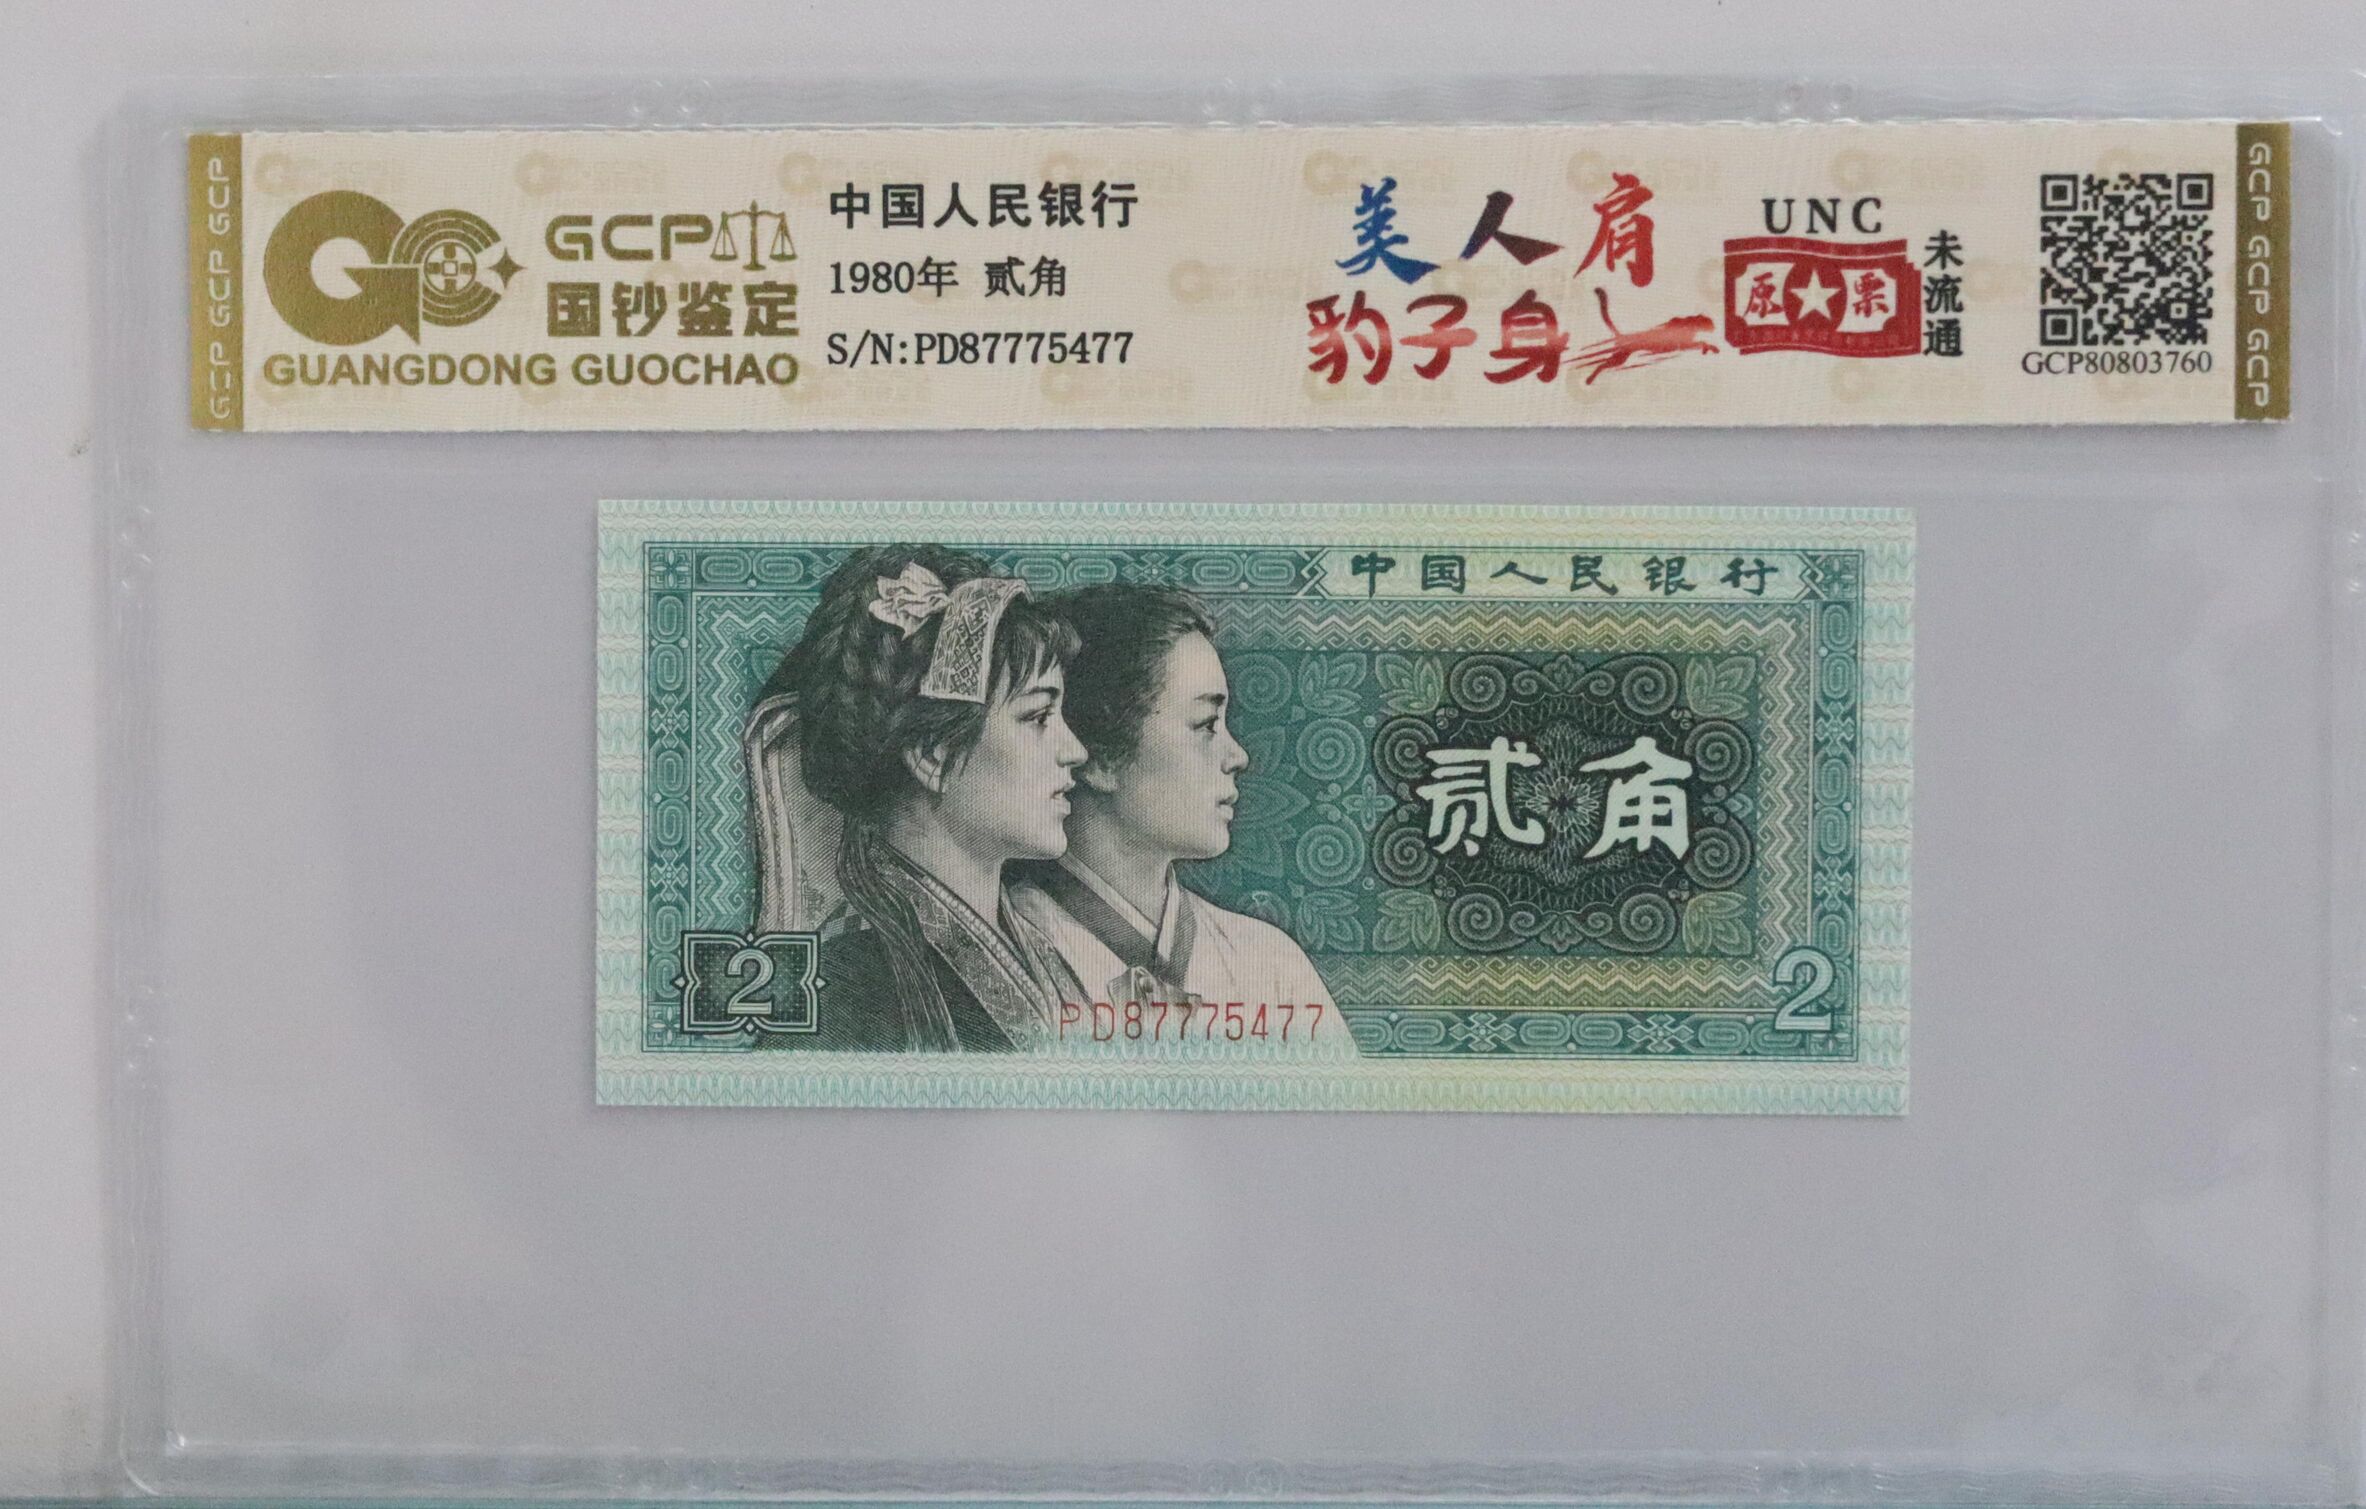 GCP GCP GCP
GCP
国钞鉴定
GUANGDONG GUOCHAO
中国人民银行
1980年 贰角
S/N:PD87775477
美人肩
豹子身
UNC
原★票
未流通
GCP80803760
GCP GCP GCP
中国人民银行
贰角
2
2
PD87775477